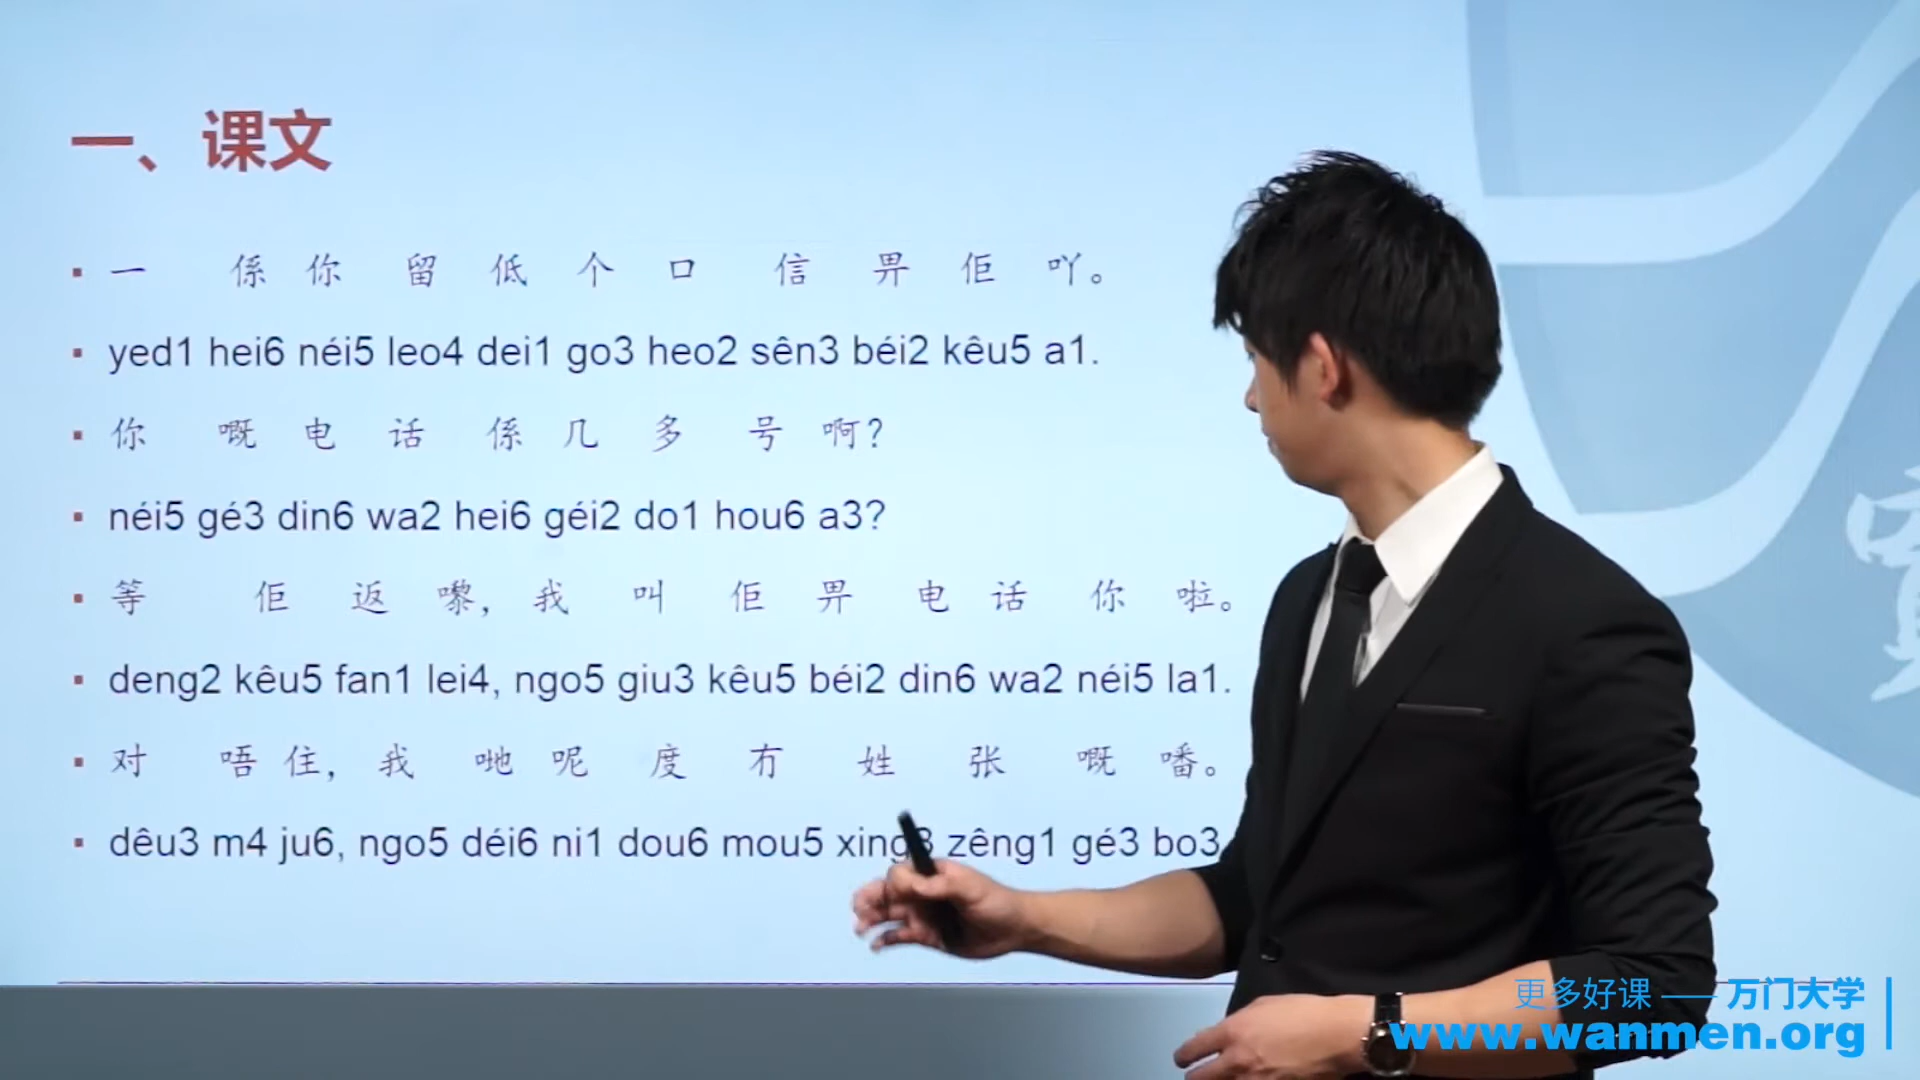 一、课文
一 係 你 留 低 个 口 信 畀 佢 吖。
yed1 hei6 néi5 leo4 dei1 go3 heo2 sên3 béi2 kêu5 a1.
你 嘅 电 话 係 几 多 号 啊?
néi5 gé3 din6 wa2 hei6 géi2 do1 hou6 a3?
等 佢 返 嚟, 我 叫 佢 畀 电 话 你 啦。
deng2 kêu5 fan1 lei4, ngo5 giu3 kêu5 béi2 din6 wa2 néi5 la1.
对 唔 住, 我 哋 呢 度 冇 姓 张 嘅 噃。
dêu3 m4 ju6, ngo5 déi6 ni1 dou6 mou5 xing3 zêng1 gé3 bo3
更多好课 —— 万门大学
www.wanmen.org